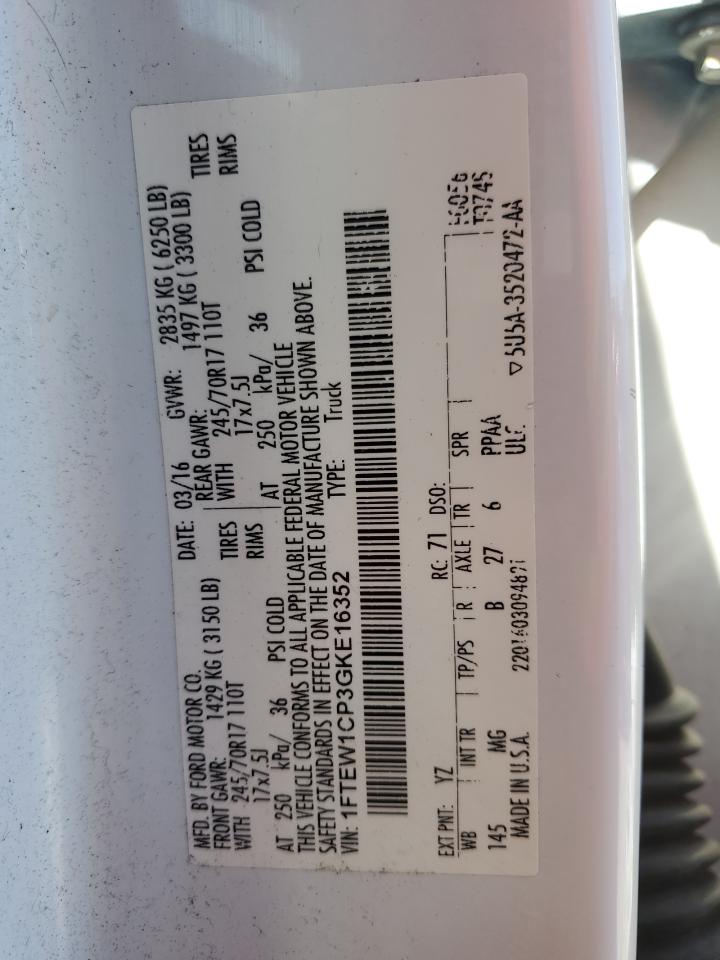 MFD. BY FORD MOTOR CO.
DATE: 03/16 GVWR: 2835 KG ( 6250 LB)
FRONT GAWR: 1429 KG ( 3150 LB) REAR GAWR: 1497 KG ( 3300 LB)
WITH 245/70R17 110T TIRES WITH 245/70R17 110T TIRES
17x7.5J RIMS 17x7.5J RIMS
AT 250 kPa/ 36 PSI COLD AT 250 kPa/ 36 PSI COLD
THIS VEHICLE CONFORMS TO ALL APPLICABLE FEDERAL MOTOR VEHICLE
SAFETY STANDARDS IN EFFECT ON THE DATE OF MANUFACTURE SHOWN ABOVE.
VIN: 1FTEW1CP3GKE16352 TYPE: Truck
EXT PNT: YZ RC: 71 DSO:
WB INT TR TP/PS R AXLE TR SPR
145 MG B 27 6 PPAA
MADE IN U.S.A. ▽5U5A-3520472-AA